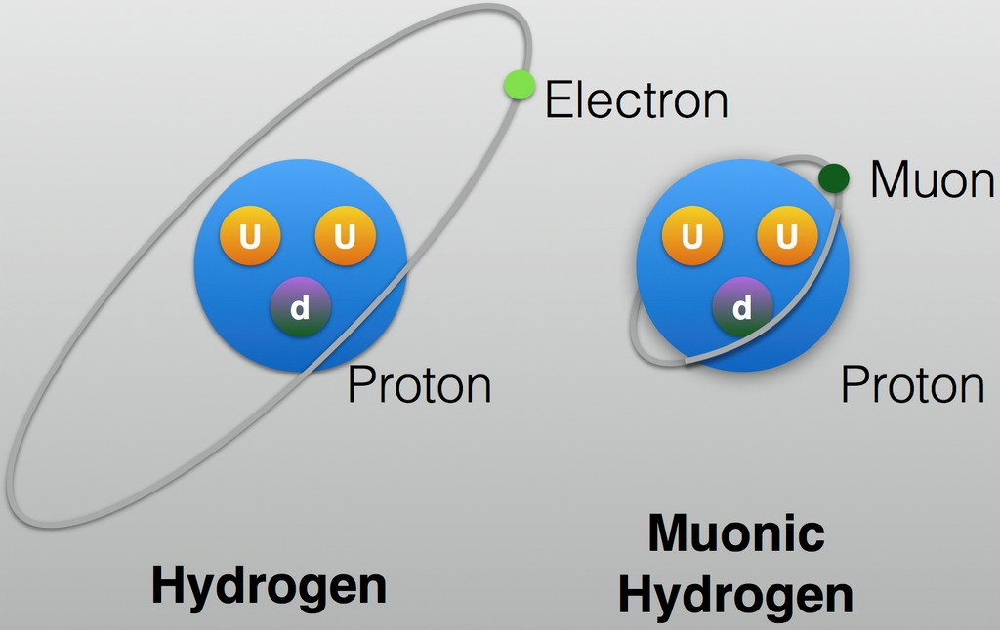 Electron
Muon
U U
d
Proton
U U
d
Proton
Hydrogen
Muonic
Hydrogen